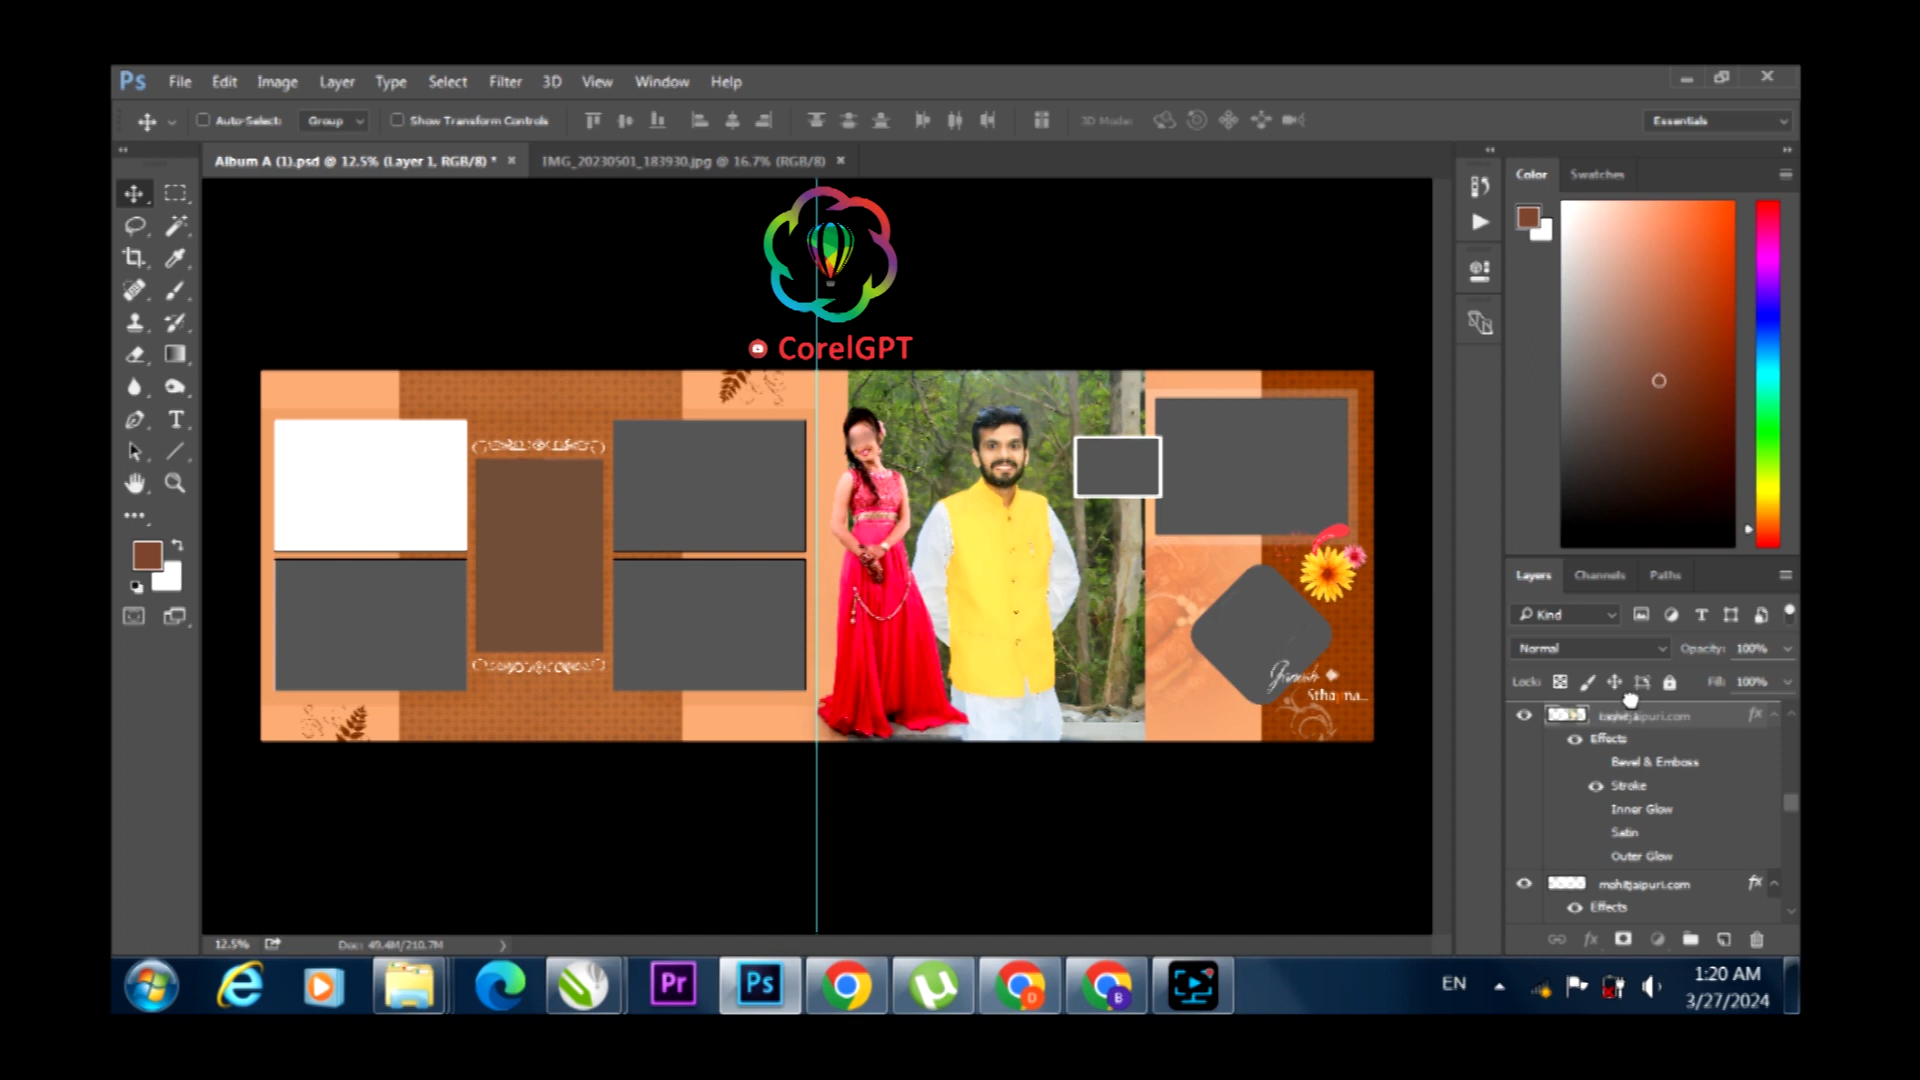 Ps File Edit Image Layer Type Select Filter 3D View Window Help
Auto-Select: Group Show Transform Controls 3D Mode: Essentials
Album A (1).psd @ 12.5% (Layer 1, RGB/8) * × IMG_20230501_183930.jpg @ 16.7% (RGB/8) ×
Color Swatches
CorelGPT
Layers Channels Paths
Kind
Normal Opacity: 100%
Lock: Fill: 100%
fx
Effects
Bevel & Emboss
Stroke
Inner Glow
Satin
Outer Glow
mohitjaipuri.com fx
Effects
12.5% Doc: 49.4M/210.7M
Pr Ps D B EN 1:20 AM
3/27/2024